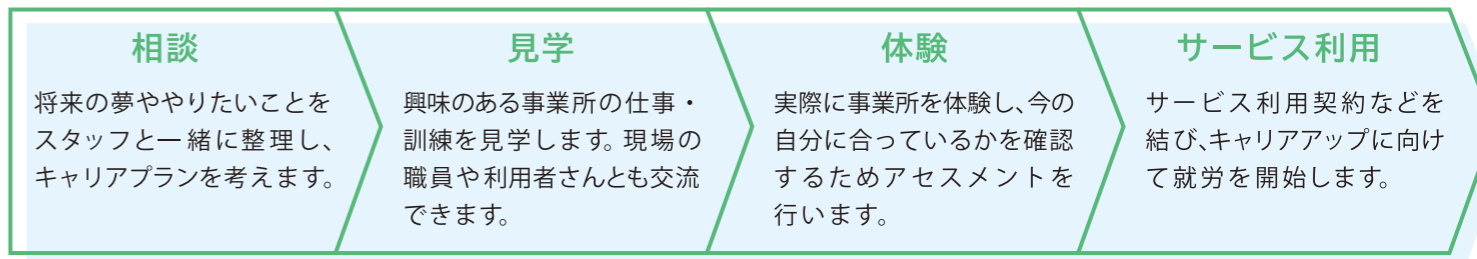 相談
将来の夢ややりたいことを
スタッフと一緒に整理し、
キャリアプランを考えます。
見学
興味のある事業所の仕事・
訓練を見学します。現場の
職員や利用者さんとも交流
できます。
体験
実際に事業所を体験し、今の
自分に合っているかを確認
するためアセスメントを
行います。
サービス利用
サービス利用契約などを
結び、キャリアアップに向け
て就労を開始します。